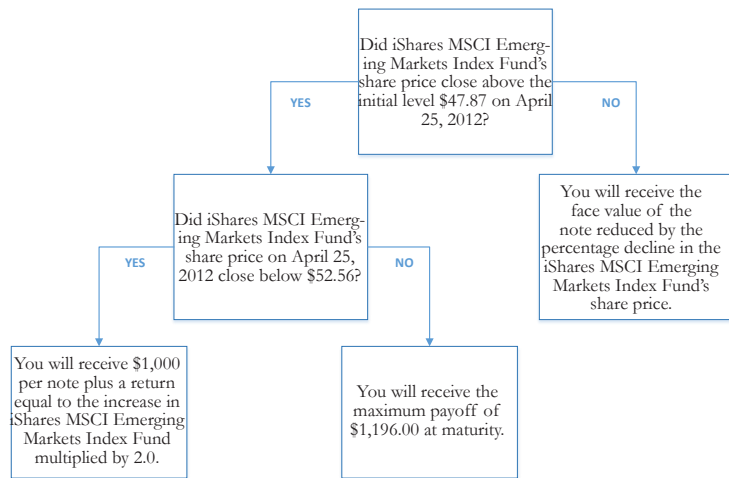 Did iShares MSCI Emerg-
ing Markets Index Fund's
share price close above the
initial level $47.87 on April
25, 2012?
YES
NO
Did iShares MSCI Emerg-
ing Markets Index Fund's
share price on April 25,
2012 close below $52.56?
You will receive the
face value of the
note reduced by the
percentage decline in the
iShares MSCI Emerging
Markets Index Fund's
share price.
YES
NO
You will receive $1,000
per note plus a return
equal to the increase in
iShares MSCI Emerging
Markets Index Fund
multiplied by 2.0.
You will receive the
maximum payoff of
$1,196.00 at maturity.